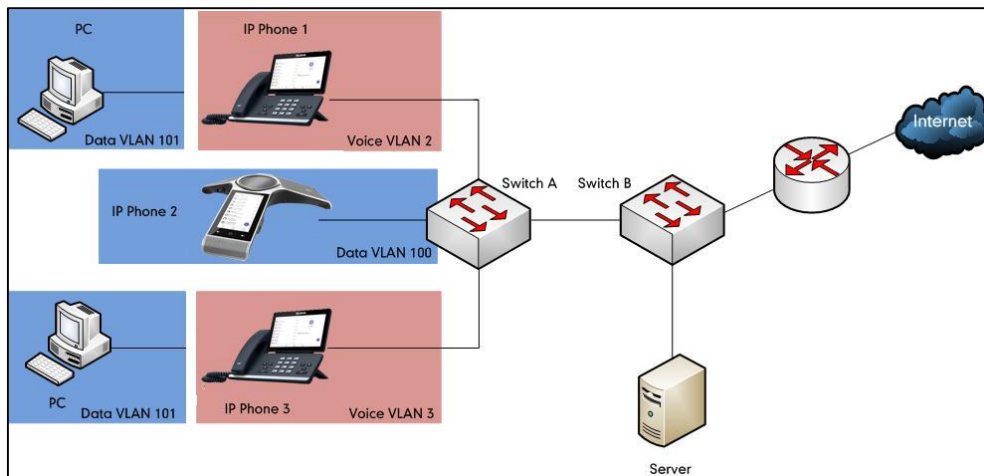 PC
IP Phone 1
Data VLAN 101
Voice VLAN 2
IP Phone 2
Data VLAN 100
Switch A
Switch B
Internet
PC
Data VLAN 101
IP Phone 3
Voice VLAN 3
Server